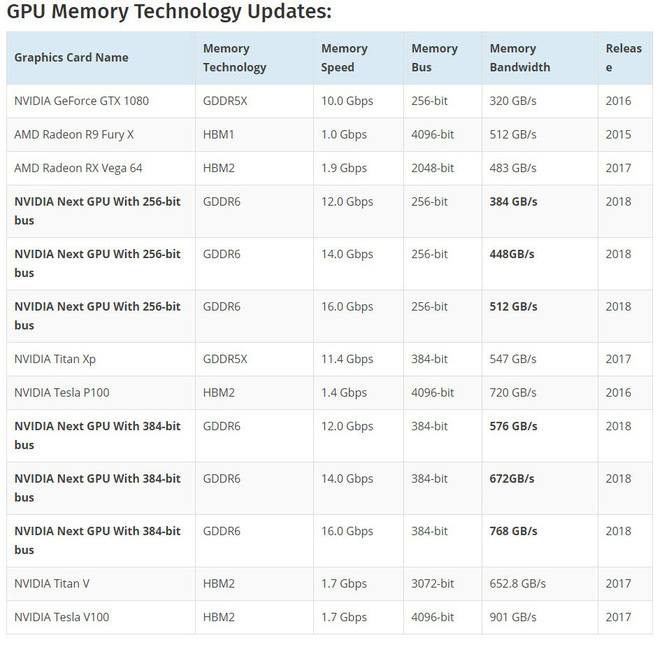 GPU Memory Technology Updates:
Graphics Card Name Memory Technology Memory Speed Memory Bus Memory Bandwidth Releas e
NVIDIA GeForce GTX 1080 GDDR5X 10.0 Gbps 256-bit 320 GB/s 2016
AMD Radeon R9 Fury X HBM1 1.0 Gbps 4096-bit 512 GB/s 2015
AMD Radeon RX Vega 64 HBM2 1.9 Gbps 2048-bit 483 GB/s 2017
NVIDIA Next GPU With 256-bit bus GDDR6 12.0 Gbps 256-bit 384 GB/s 2018
NVIDIA Next GPU With 256-bit bus GDDR6 14.0 Gbps 256-bit 448GB/s 2018
NVIDIA Next GPU With 256-bit bus GDDR6 16.0 Gbps 256-bit 512 GB/s 2018
NVIDIA Titan Xp GDDR5X 11.4 Gbps 384-bit 547 GB/s 2017
NVIDIA Tesla P100 HBM2 1.4 Gbps 4096-bit 720 GB/s 2016
NVIDIA Next GPU With 384-bit bus GDDR6 12.0 Gbps 384-bit 576 GB/s 2018
NVIDIA Next GPU With 384-bit bus GDDR6 14.0 Gbps 384-bit 672GB/s 2018
NVIDIA Next GPU With 384-bit bus GDDR6 16.0 Gbps 384-bit 768 GB/s 2018
NVIDIA Titan V HBM2 1.7 Gbps 3072-bit 652.8 GB/s 2017
NVIDIA Tesla V100 HBM2 1.7 Gbps 4096-bit 901 GB/s 2017